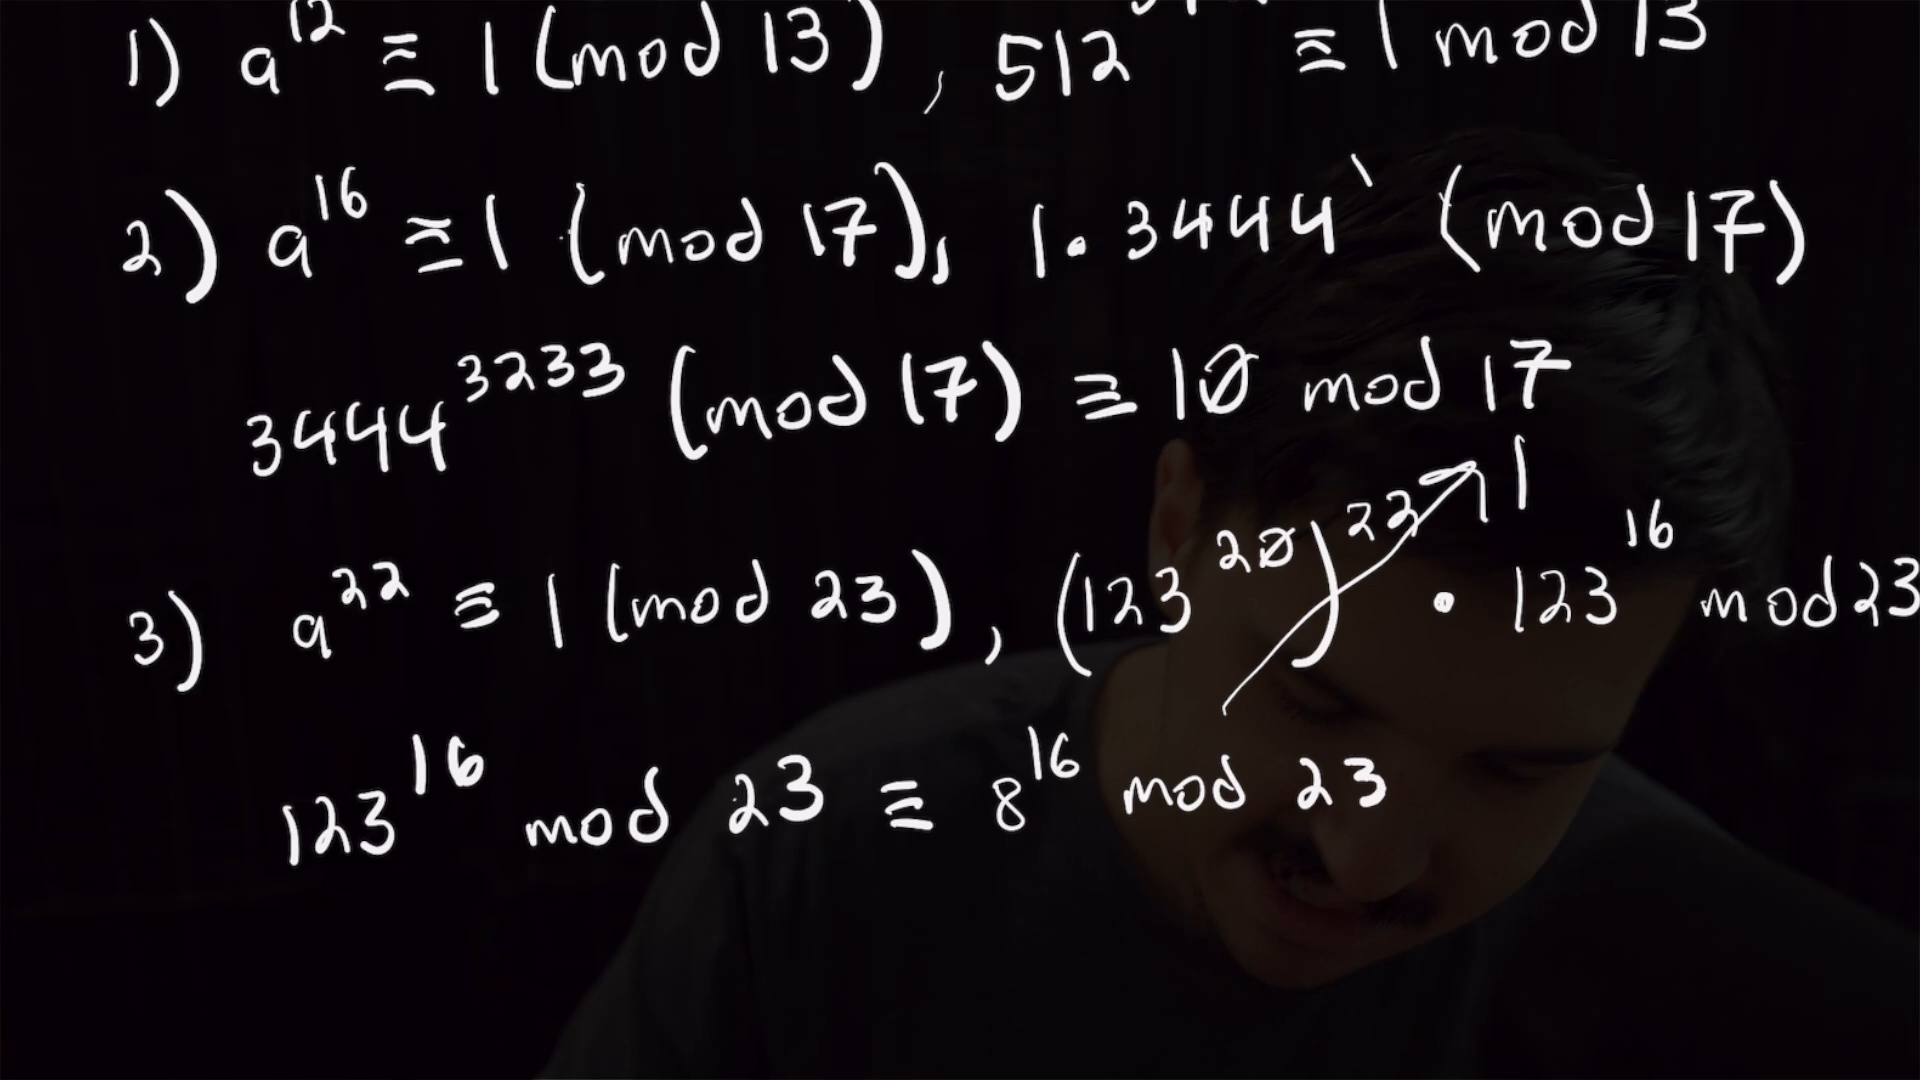 1) a^12 ≡ 1 (mod 13), 512 ≡ 1 mod 13
2) a^16 ≡ 1 (mod 17), 1 · 3444^1 (mod 17)
3444^3233 (mod 17) ≡ 10 mod 17
3) a^22 ≡ 1 (mod 23), (123^20)^22 → 1 · 123^16 mod 23
123^16 mod 23 ≡ 8^16 mod 23